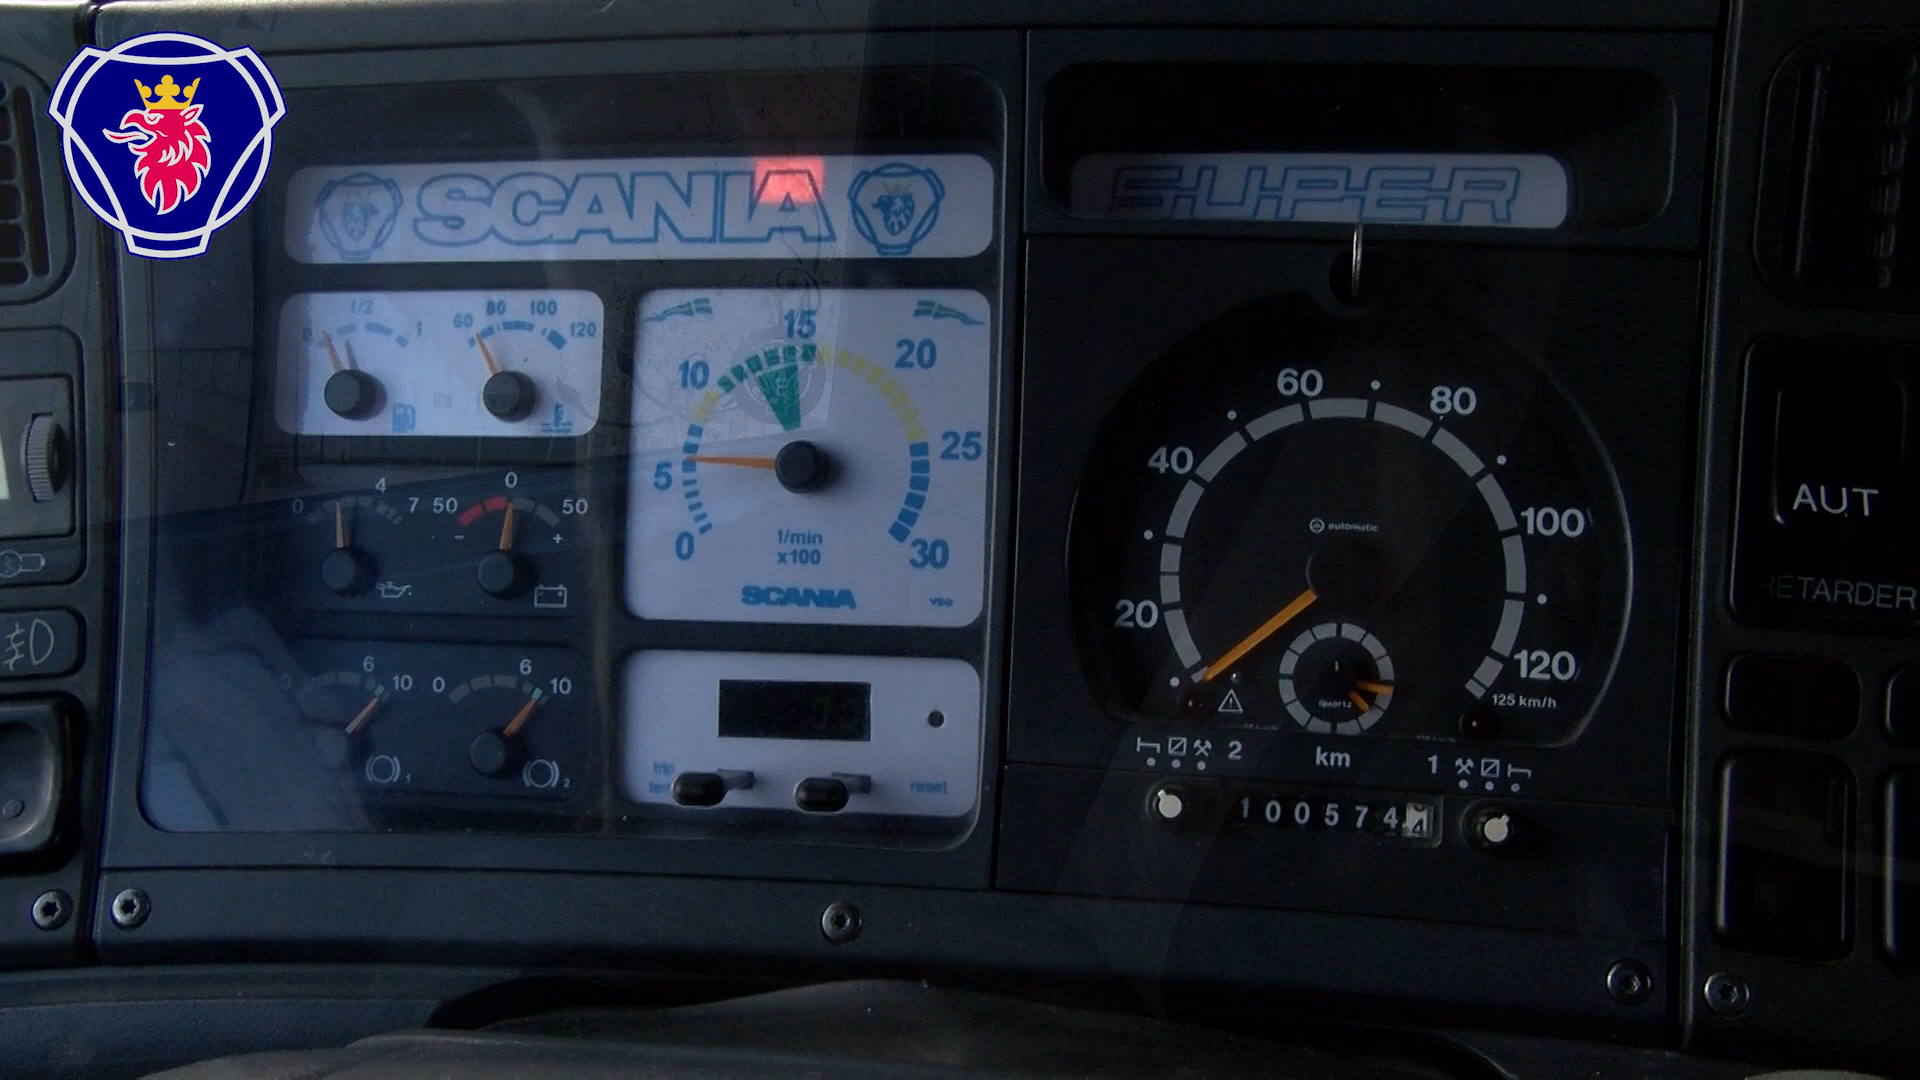 SCANIA
SUPER
0 1/2 1
60 80 100 120
0 5 10 15 20 25 30
1/min
x100
SCANIA
VDO
0 4 7
50 0 50
- +
0 6 10
1
0 6 10
2
trip
reset
20 40 60 80 100 120
125 km/h
automatic
quartz
2 km 1
100574
AUT
RETARDER